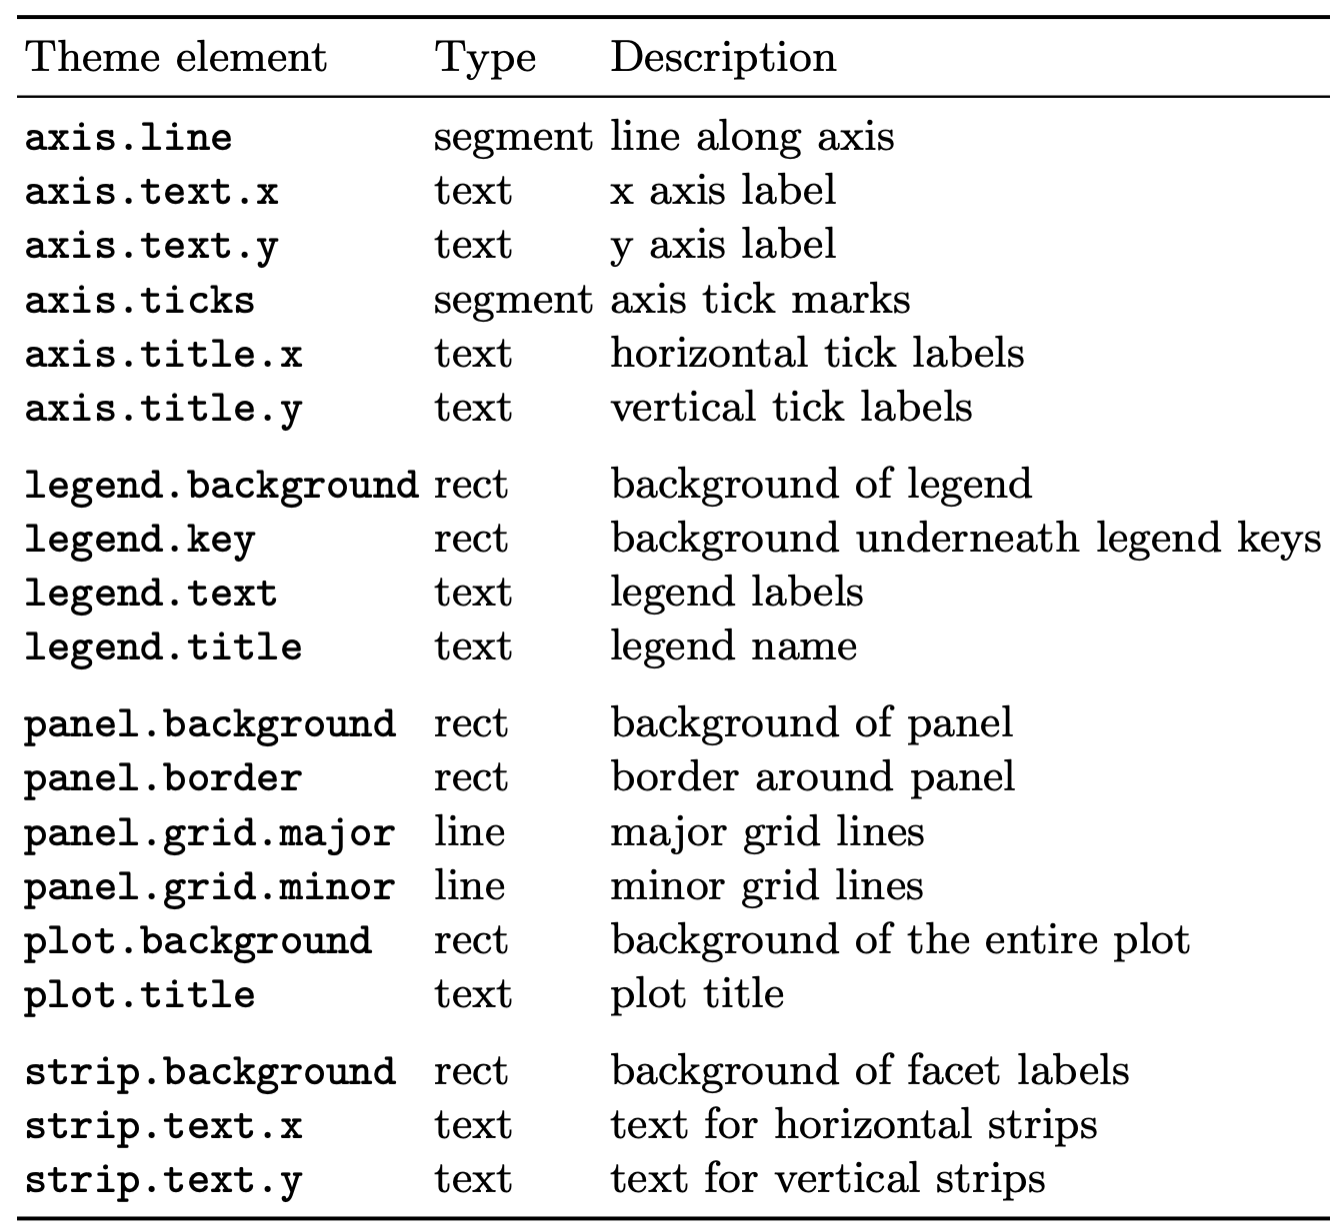 Theme element Type Description
axis.line segment line along axis
axis.text.x text x axis label
axis.text.y text y axis label
axis.ticks segment axis tick marks
axis.title.x text horizontal tick labels
axis.title.y text vertical tick labels
legend.background rect background of legend
legend.key rect background underneath legend keys
legend.text text legend labels
legend.title text legend name
panel.background rect background of panel
panel.border rect border around panel
panel.grid.major line major grid lines
panel.grid.minor line minor grid lines
plot.background rect background of the entire plot
plot.title text plot title
strip.background rect background of facet labels
strip.text.x text text for horizontal strips
strip.text.y text text for vertical strips